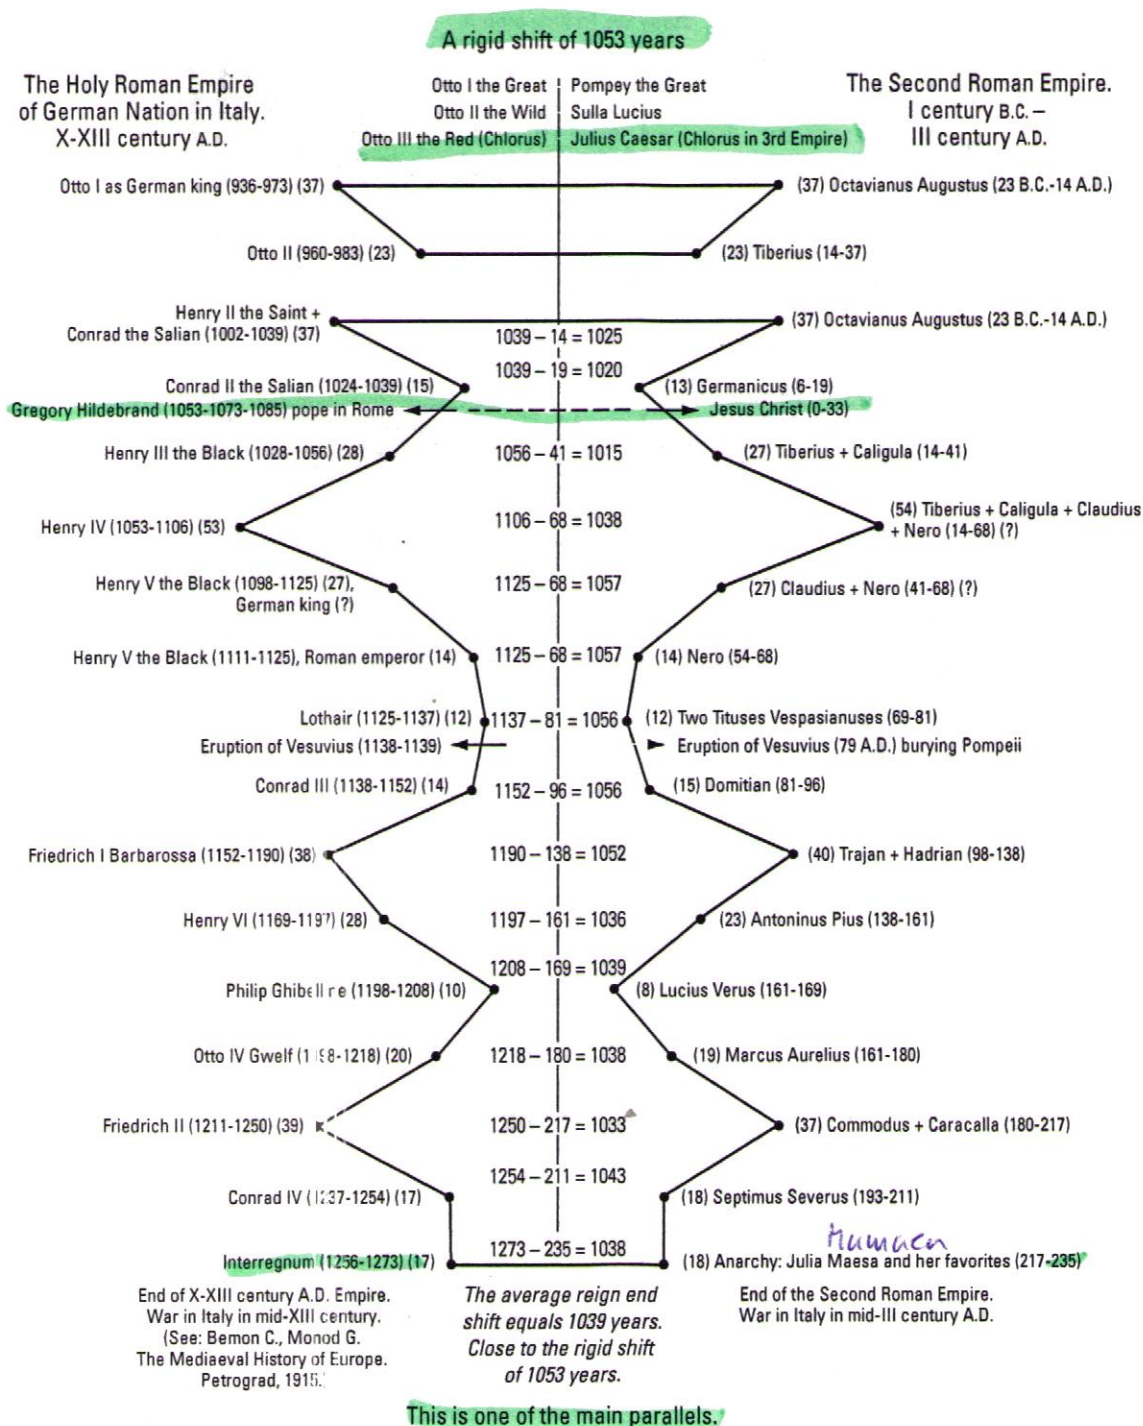 A rigid shift of 1053 years
The Holy Roman Empire
of German Nation in Italy.
X-XIII century A.D.
Otto I the Great
Otto II the Wild
Otto III the Red (Chlorus)
Pompey the Great
Sulla Lucius
Julius Caesar (Chlorus in 3rd Empire)
The Second Roman Empire.
I century B.C. –
III century A.D.
Otto I as German king (936-973) (37)
(37) Octavianus Augustus (23 B.C.-14 A.D.)
Otto II (960-983) (23)
(23) Tiberius (14-37)
Henry II the Saint +
Conrad the Salian (1002-1039) (37)
1039 – 14 = 1025
(37) Octavianus Augustus (23 B.C.-14 A.D.)
1039 – 19 = 1020
Conrad II the Salian (1024-1039) (15)
(13) Germanicus (6-19)
Gregory Hildebrand (1053-1073-1085) pope in Rome
Jesus Christ (0-33)
Henry III the Black (1028-1056) (28)
1056 – 41 = 1015
(27) Tiberius + Caligula (14-41)
Henry IV (1053-1106) (53)
1106 – 68 = 1038
(54) Tiberius + Caligula + Claudius
+ Nero (14-68) (?)
Henry V the Black (1098-1125) (27),
German king (?)
1125 – 68 = 1057
(27) Claudius + Nero (41-68) (?)
Henry V the Black (1111-1125), Roman emperor (14)
1125 – 68 = 1057
(14) Nero (54-68)
Lothair (1125-1137) (12)
1137 – 81 = 1056
(12) Two Tituses Vespasianuses (69-81)
Eruption of Vesuvius (1138-1139)
Eruption of Vesuvius (79 A.D.) burying Pompeii
Conrad III (1138-1152) (14)
1152 – 96 = 1056
(15) Domitian (81-96)
Friedrich I Barbarossa (1152-1190) (38)
1190 – 138 = 1052
(40) Trajan + Hadrian (98-138)
Henry VI (1169-1197) (28)
1197 – 161 = 1036
(23) Antoninus Pius (138-161)
1208 – 169 = 1039
Philip Ghibelline (1198-1208) (10)
(8) Lucius Verus (161-169)
Otto IV Gwelf (1198-1218) (20)
1218 – 180 = 1038
(19) Marcus Aurelius (161-180)
Friedrich II (1211-1250) (39)
1250 – 217 = 1033
(37) Commodus + Caracalla (180-217)
1254 – 211 = 1043
Conrad IV (1237-1254) (17)
(18) Septimus Severus (193-211)
Interregnum (1256-1273) (17)
1273 – 235 = 1038
(18) Anarchy: Julia Maesa and her favorites (217-235)
End of X-XIII century A.D. Empire.
War in Italy in mid-XIII century.
(See: Bemon C., Monod G.
The Mediaeval History of Europe.
Petrograd, 1915.)
The average reign end
shift equals 1039 years.
Close to the rigid shift
of 1053 years.
End of the Second Roman Empire.
War in Italy in mid-III century A.D.
This is one of the main parallels.